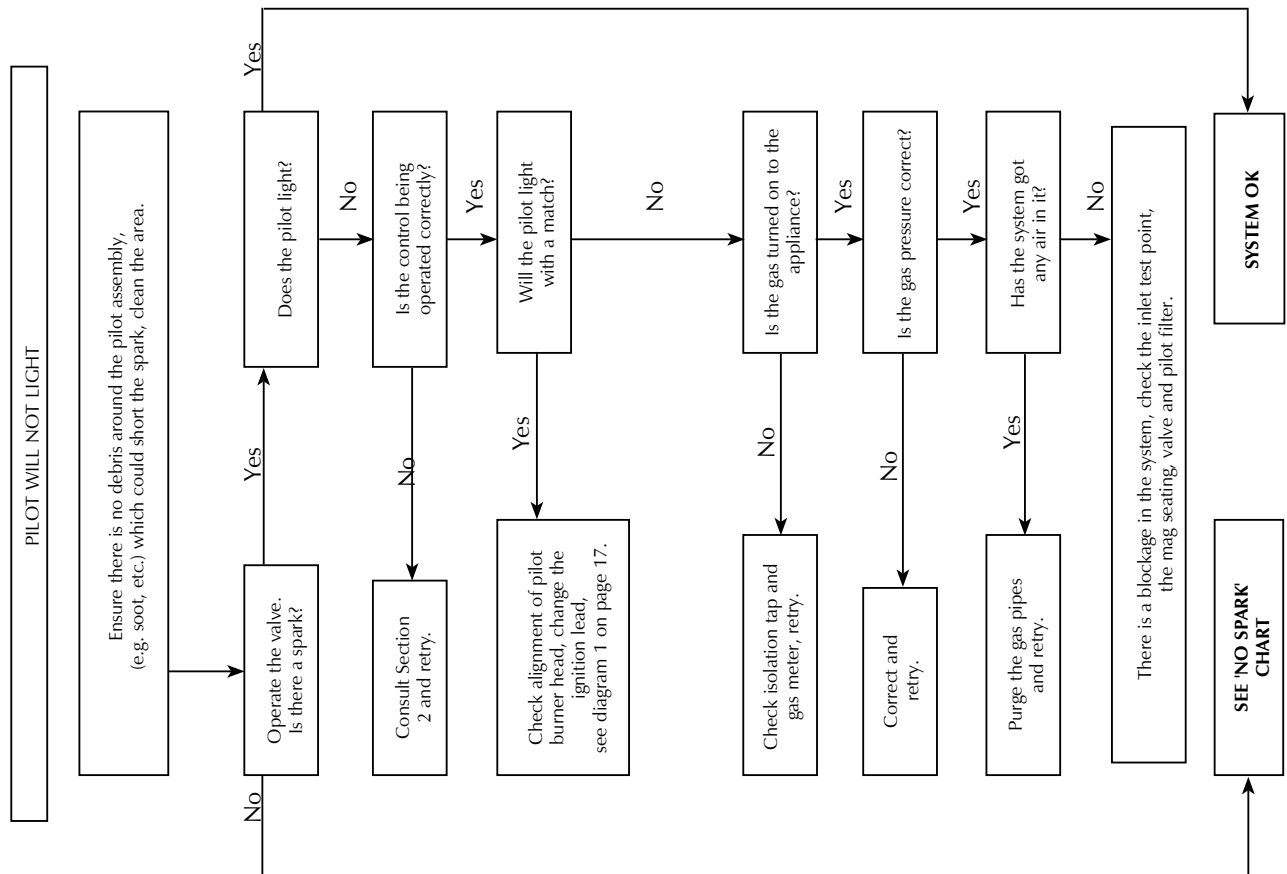 PILOT WILL NOT LIGHT
Ensure there is no debris around the pilot assembly,
(e.g. soot, etc.) which could short the spark, clean the area.
Operate the valve.
Is there a spark?
No
Yes
Does the pilot light?
Yes
No
Is the control being
operated correctly?
No
Consult Section
2 and retry.
Yes
Will the pilot light
with a match?
Yes
Check alignment of pilot
burner head, change the
ignition lead,
see diagram 1 on page 17.
No
Is the gas turned on to the
appliance?
No
Check isolation tap and
gas meter, retry.
Yes
Is the gas pressure correct?
No
Correct and
retry.
Yes
Has the system got
any air in it?
Yes
Purge the gas pipes
and retry.
No
There is a blockage in the system, check the inlet test point,
the mag seating, valve and pilot filter.
SEE 'NO SPARK'
CHART
SYSTEM OK